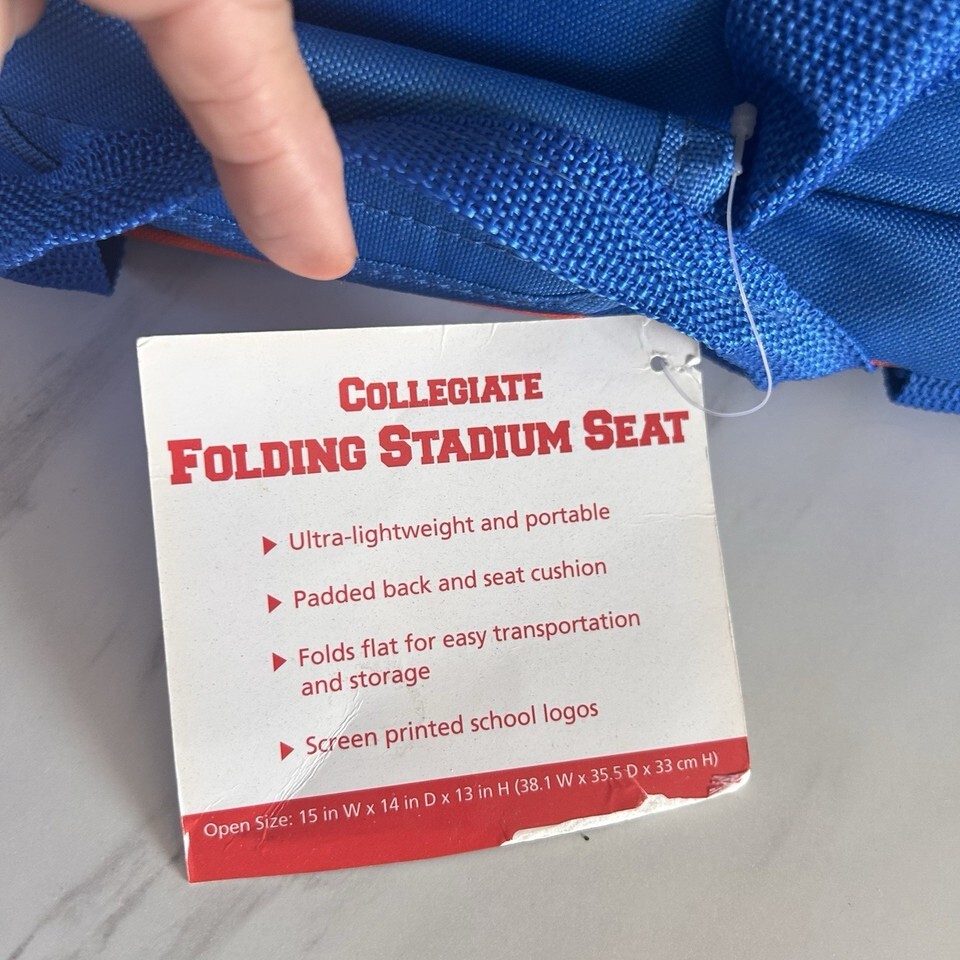 COLLEGIATE
FOLDING STADIUM SEAT
▶ Ultra-lightweight and portable
▶ Padded back and seat cushion
▶ Folds flat for easy transportation
and storage
▶ Screen printed school logos
Open Size: 15 in W x 14 in D x 13 in H (38.1 W x 35.5 D x 33 cm H)